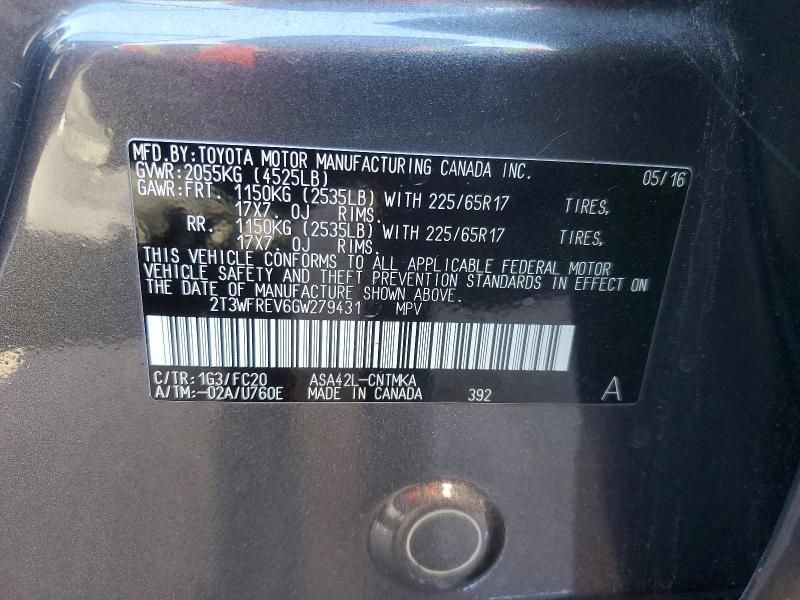 MFD.BY:TOYOTA MOTOR MANUFACTURING CANADA INC. 05/16
GVWR:2055KG (4525LB)
GAWR:FRT. 1150KG (2535LB) WITH 225/65R17 TIRES,
17X7. 0J RIMS.
RR. 1150KG (2535LB) WITH 225/65R17 TIRES,
17X7. 0J RIMS.
THIS VEHICLE CONFORMS TO ALL APPLICABLE FEDERAL MOTOR
VEHICLE SAFETY AND THEFT PREVENTION STANDARDS IN EFFECT ON
THE DATE OF MANUFACTURE SHOWN ABOVE.
2T3WFREV6GW279431 MPV
C/TR:1G3/FC20 ASA42L-CNTMKA
A/TM:-02A/U760E MADE IN CANADA 392 A